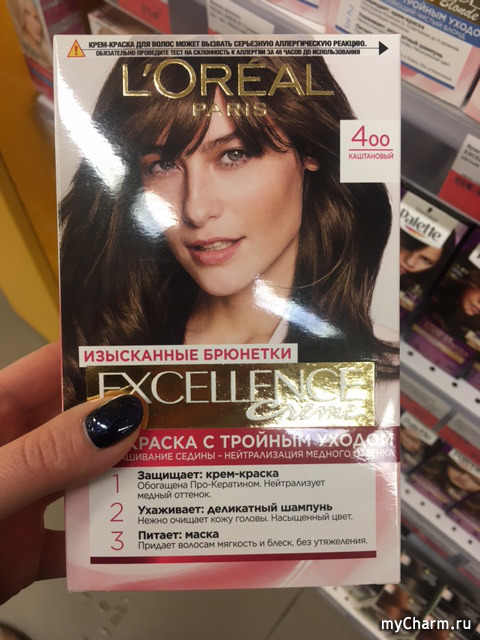 КРЕМ-КРАСКА ДЛЯ ВОЛОС МОЖЕТ ВЫЗВАТЬ СЕРЬЕЗНУЮ АЛЛЕРГИЧЕСКУЮ РЕАКЦИЮ.
ОБЯЗАТЕЛЬНО ПРОВЕДИТЕ ТЕСТ НА СКЛОННОСТЬ К АЛЛЕРГИИ ЗА 48 ЧАСОВ ДО ИСПОЛЬЗОВАНИЯ
L'ORÉAL
PARIS
400
КАШТАНОВЫЙ
ИЗЫСКАННЫЕ БРЮНЕТКИ
EXCELLENCE
Creme
КРАСКА С ТРОЙНЫМ УХОДОМ
СЕДИНЫ - НЕЙТРАЛИЗАЦИЯ МЕДНОГО ОТТЕНКА
1 Защищает: крем-краска
Обогащена Про-Кератином. Нейтрализует
медный оттенок.
2 Ухаживает: деликатный шампунь
Нежно очищает кожу головы. Насыщенный цвет.
3 Питает: маска
Придает волосам мягкость и блеск, без утяжеления.
Palette
myCharm.ru